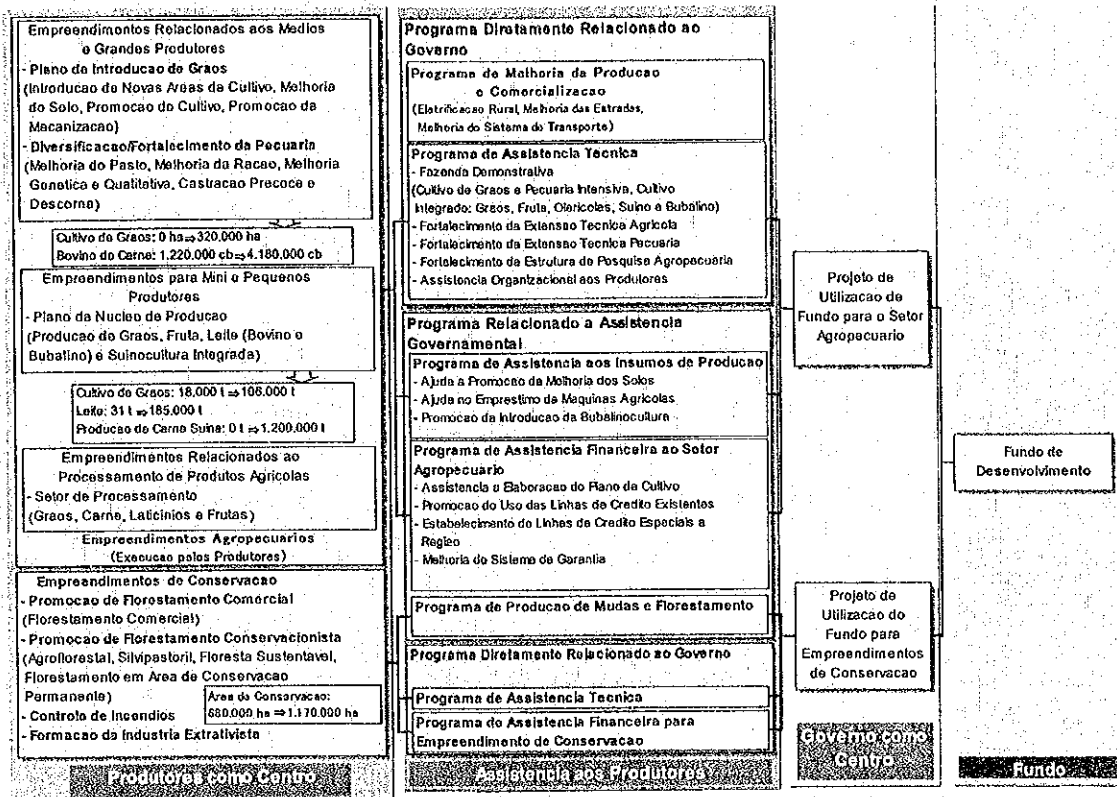 Empreendimentos Relacionados aos Medios
e Grandes Produtores
- Plano de Introducao de Graos
(Introducao de Novas Areas de Cultivo, Melhoria
do Solo, Promocao do Cultivo, Promocao da
Macanizacao)
- Diversificacao/Fortalecimento da Pecuaria
(Melhoria do Pasto, Melhoria da Racao, Melhoria
Genetica e Qualitativa, Castracao Precoce e
Descorna)
Cultivo de Graos: 0 ha⇒320.000 ha
Bovino de Carne: 1.220.000 cb⇒4.180.000 cb
Empreendimentos para Mini e Pequenos
Produtores
- Plano da Nucleo de Producao
(Producao de Graos, Fruta, Leite (Bovino e
Bubalino) e Suinocultura Integrada)
Cultivo de Graos: 18.000 t⇒106.000 t
Leite: 31 t⇒185.000 t
Producao de Carne Suina: 0 t⇒1.200.000 t
Empreendimentos Relacionados ao
Processamento de Produtos Agricolas
- Setor de Processamento
(Graos, Carne, Laticinios e Frutas)
Empreendimentos Agropecuarios
(Execucao pelos Produtores)
Empreendimentos de Conservacao
- Promocao de Florestamento Comercial
(Florestamento Comercial)
- Promocao de Florestamento Conservacionista
(Agroflorestal, Silvipastoril, Floresta Sustentavel,
Florestamento em Area de Conservacao
Permanente)
- Controle de Incendios
- Formacao da Industria Extrativista
Area de Conservacao:
680.000 ha ⇒1.170.000 ha
Produtores como Centro
Programa Diretamente Relacionado ao
Governo
Programa de Melhoria da Producao
e Comercializacao
(Eletrificacao Rural, Melhoria das Estradas,
Melhoria do Sistema de Transporte)
Programa de Assistencia Tecnica
- Fazenda Demonstrativa
(Cultivo de Graos e Pecuaria Intensiva, Cultivo
Integrado: Graos, Fruta, Olericolas, Suino e Bubalino)
- Fortalecimento da Extensao Tecnica Agricola
- Fortalecimento da Extensao Tecnica Pecuaria
- Fortalecimento da Estrutura de Pesquisa Agropecuaria
- Assistencia Organizacional aos Produtores
Programa Relacionado a Assistencia
Governamental
Programa de Assistencia aos Insumos de Producao
- Ajuda a Promocao da Melhoria dos Solos
- Ajuda no Emprestimo de Maquinas Agricolas
- Promocao da Introducao da Bubalinocultura
Programa de Assistencia Financeira ao Setor
Agropecuario
- Assistencia a Elaboracao do Plano de Cultivo
- Promocao do Uso das Linhas de Credito Existentes
- Estabelecimento de Linhas de Credito Especiais a
Regiao
- Melhoria do Sistema de Garantia
Programa de Producao de Mudas e Florestamento
Programa Diretamente Relacionado ao Governo
Programa de Assistencia Tecnica
Programa de Assistencia Financeira para
Empreendimento de Conservacao
Assistencia aos Produtores
Projeto de
Utilizacao de
Fundo para o Setor
Agropecuario
Projeto de
Utilizacao do
Fundo para
Empreendimentos
de Conservacao
Governo como
Centro
Fundo de
Desenvolvimento
Fundo